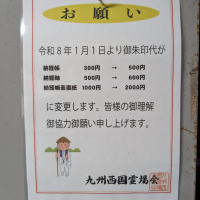 お願い
令和８年１月１日より御朱印代が
納経帳　300円　→　500円
納経軸　500円　→　600円
納経帳重書紙　1000円　→　2000円
に変更します。皆様の御理解
御協力御願い申し上げます。
九州西国霊場会